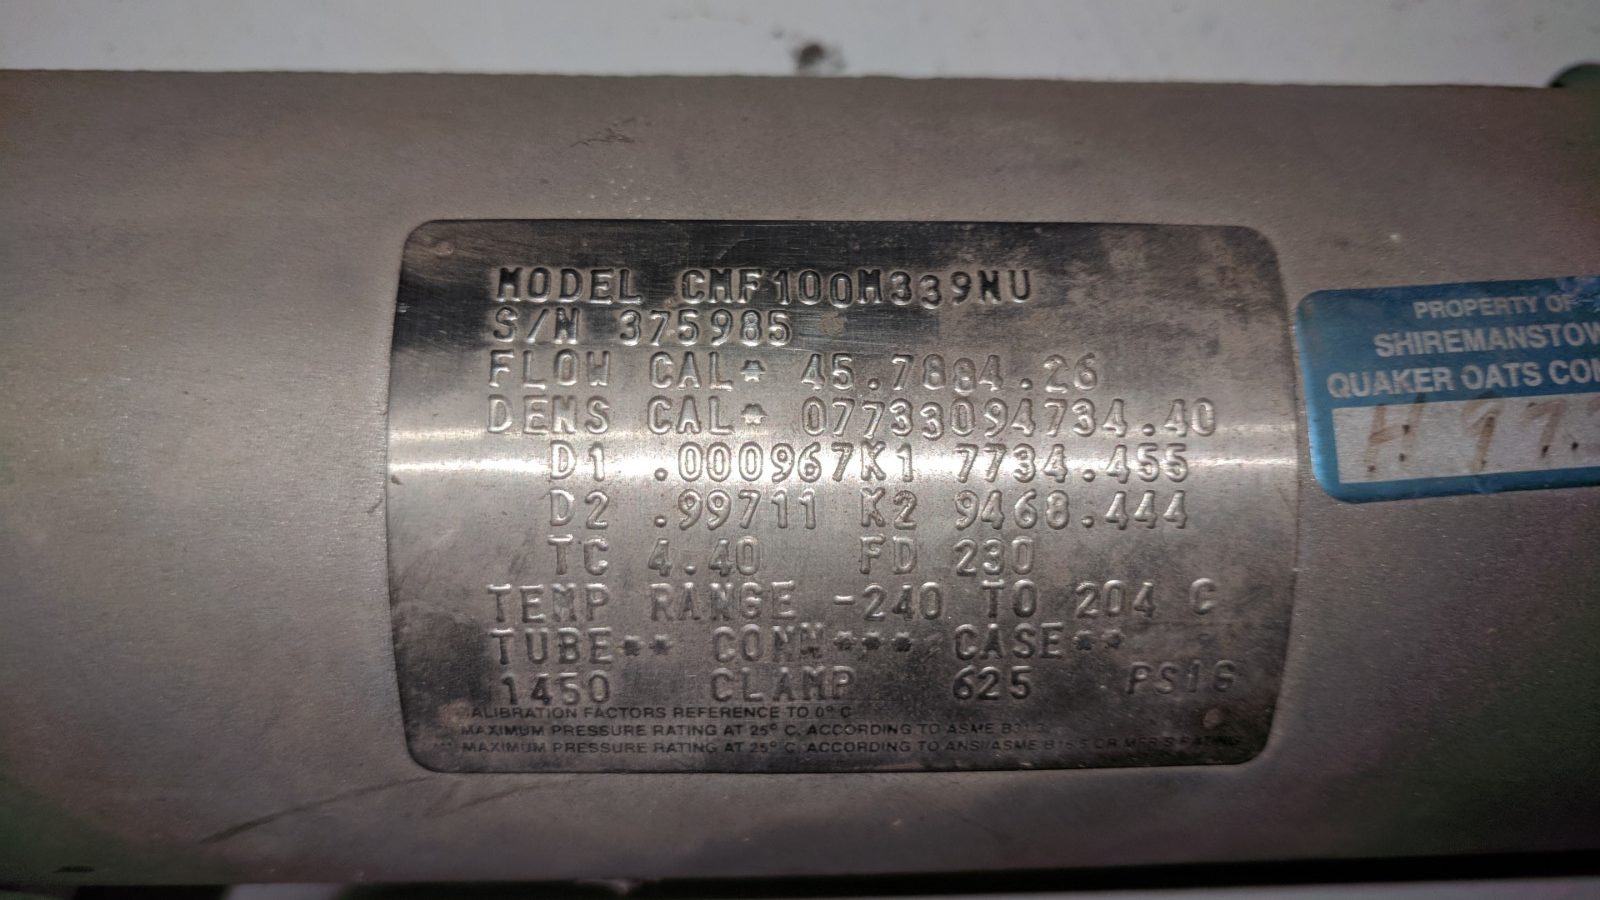 MODEL CMF100M339NU
S/N 375985
FLOW CAL* 45.7884.26
DENS CAL* 07733094734.40
D1 .000967K1 7734.455
D2 .99711 K2 9468.444
TC 4.40 FD 230
TEMP RANGE -240 TO 204 C
TUBE** CONN*** CASE**
1450 CLAMP 625 PSIG
CALIBRATION FACTORS REFERENCE TO 0° C
MAXIMUM PRESSURE RATING AT 25° C, ACCORDING TO ASME B31.3
*** MAXIMUM PRESSURE RATING AT 25° C, ACCORDING TO ANSI/ASME B16.5 OR MFR'S RATING
PROPERTY OF
SHIREMANSTOW
QUAKER OATS COM